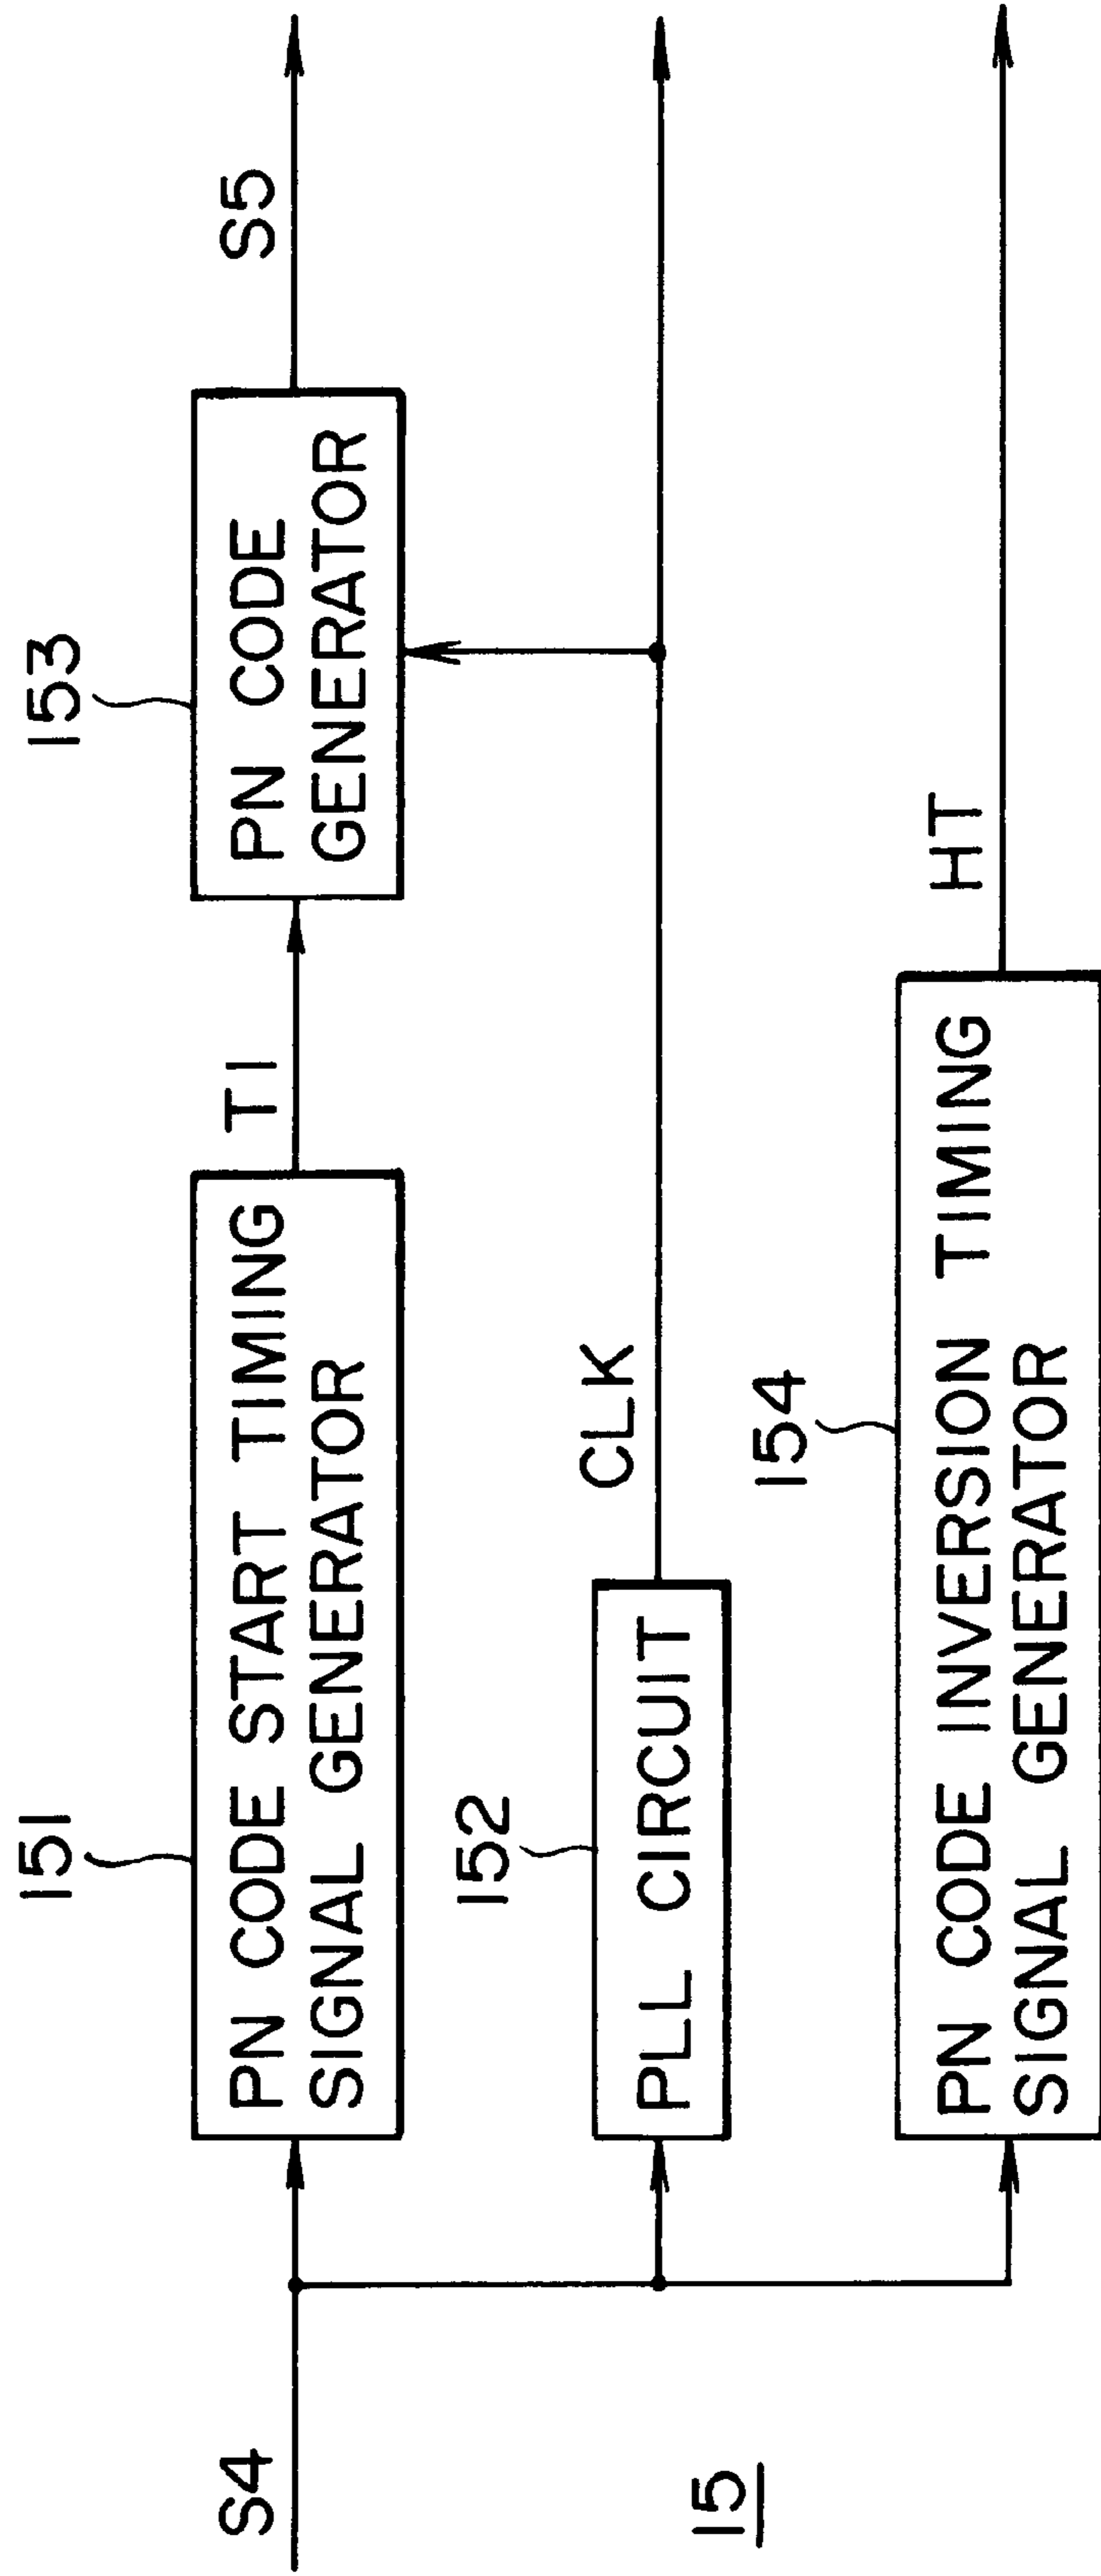 151
PN CODE START TIMING
SIGNAL GENERATOR
T1
153
PN CODE
GENERATOR
S5
S4
152
PLL CIRCUIT
CLK
15
154
PN CODE INVERSION TIMING
SIGNAL GENERATOR
HT